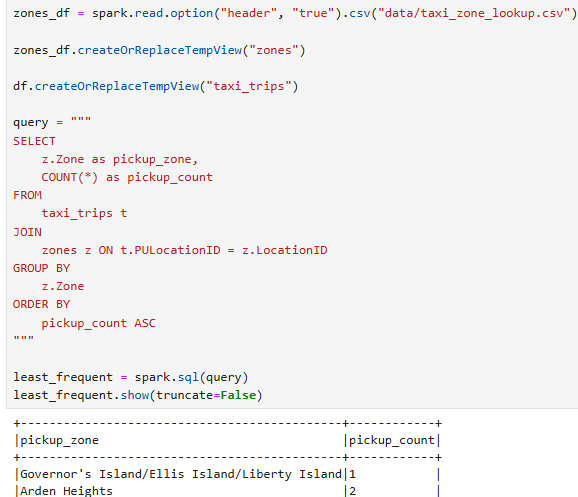 zones_df = spark.read.option("header", "true").csv("data/taxi_zone_lookup.csv")
zones_df.createOrReplaceTempView("zones")
df.createOrReplaceTempView("taxi_trips")
query = """
SELECT
    z.Zone as pickup_zone,
    COUNT(*) as pickup_count
FROM
    taxi_trips t
JOIN
    zones z ON t.PULocationID = z.LocationID
GROUP BY
    z.Zone
ORDER BY
    pickup_count ASC
"""
least_frequent = spark.sql(query)
least_frequent.show(truncate=False)
+---------------------------------------------+------------+
|pickup_zone                                  |pickup_count|
+---------------------------------------------+------------+
|Governor's Island/Ellis Island/Liberty Island|1           |
|Arden Heights                                |2           |